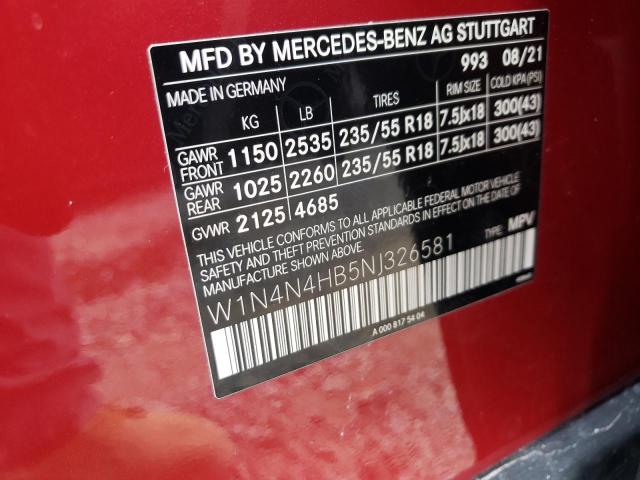 MFD BY MERCEDES-BENZ AG STUTTGART
993 08/21
MADE IN GERMANY
KG LB TIRES RIM SIZE COLD KPA (PSI)
GAWR FRONT 1150 2535 235/55 R18 7.5Jx18 300(43)
GAWR REAR 1025 2260 235/55 R18 7.5Jx18 300(43)
GVWR 2125 4685
THIS VEHICLE CONFORMS TO ALL APPLICABLE FEDERAL MOTOR VEHICLE
SAFETY AND THEFT PREVENTION STANDARDS IN EFFECT ON THE DATE OF
MANUFACTURE SHOWN ABOVE.
W1N4N4HB5NJ326581 TYPE: MPV
A 000 817 54 04